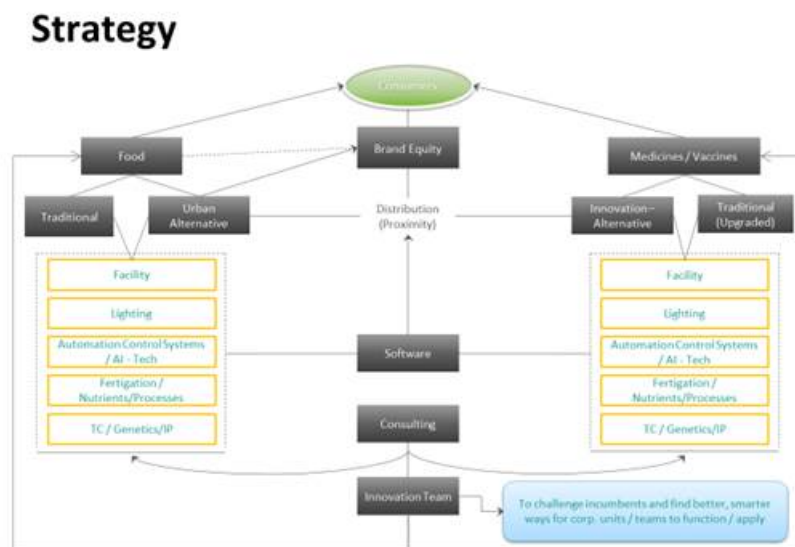 Strategy
Consumers
Food
Brand Equity
Medicines / Vaccines
Traditional
Urban
Alternative
Distribution
(Proximity)
Innovation–
Alternative
Traditional
(Upgraded)
Facility
Lighting
Automation Control Systems
/ AI - Tech
Fertigation /
Nutrients/Processes
TC / Genetics/IP
Facility
Lighting
Automation Control Systems
/ AI - Tech
Fertigation /
Nutrients/Processes
TC / Genetics/IP
Software
Consulting
Innovation Team
To challenge incumbents and find better, smarter
ways for corp. units / teams to function / apply